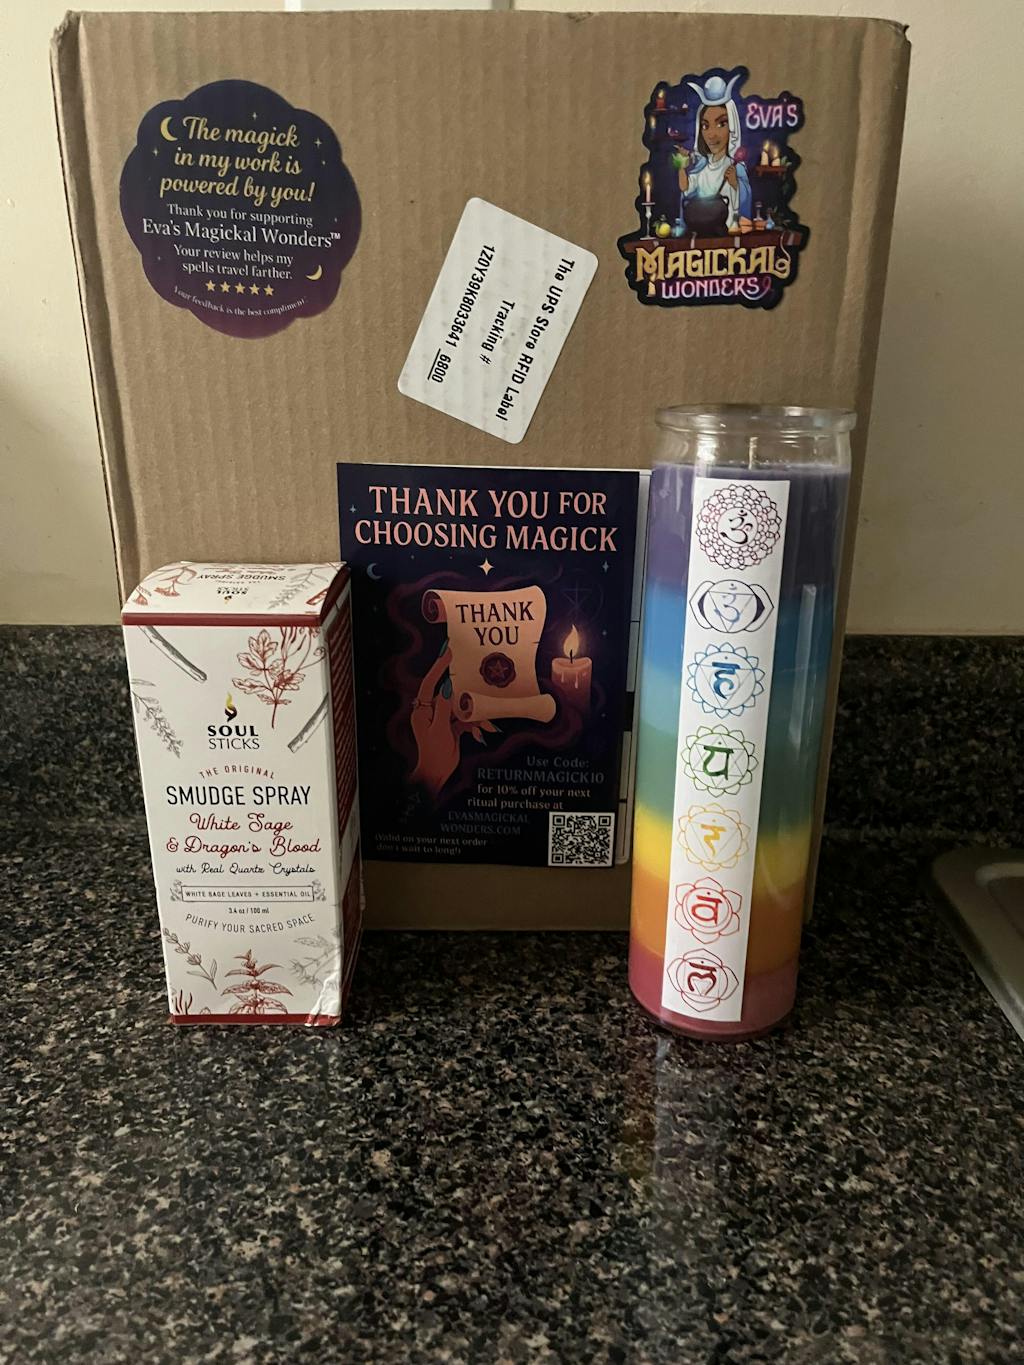 The magick
in my work is
powered by you!
Thank you for supporting
Eva's Magickal Wonders™
Your review helps my
spells travel farther.
Your feedback is the best compliment.
EVA'S
MAGICKAL
WONDERS
The UPS Store RFID Label
Tracking #
1Z0Y39K8033641 6800
THANK YOU FOR
CHOOSING MAGICK
THANK
YOU
Use Code:
RETURNMAGICK10
for 10% off your next
ritual purchase at
EVASMAGICKAL
WONDERS.COM
(Valid on your next order
don't wait to long!)
SMUDGE SPRAY
SOUL
STICKS
THE ORIGINAL
SMUDGE SPRAY
White Sage
& Dragon's Blood
with Real Quartz Crystals
WHITE SAGE LEAVES + ESSENTIAL OIL
3.4 oz / 100 ml
PURIFY YOUR SACRED SPACE
ॐ
ॐ
हं
यं
रं
वं
लं